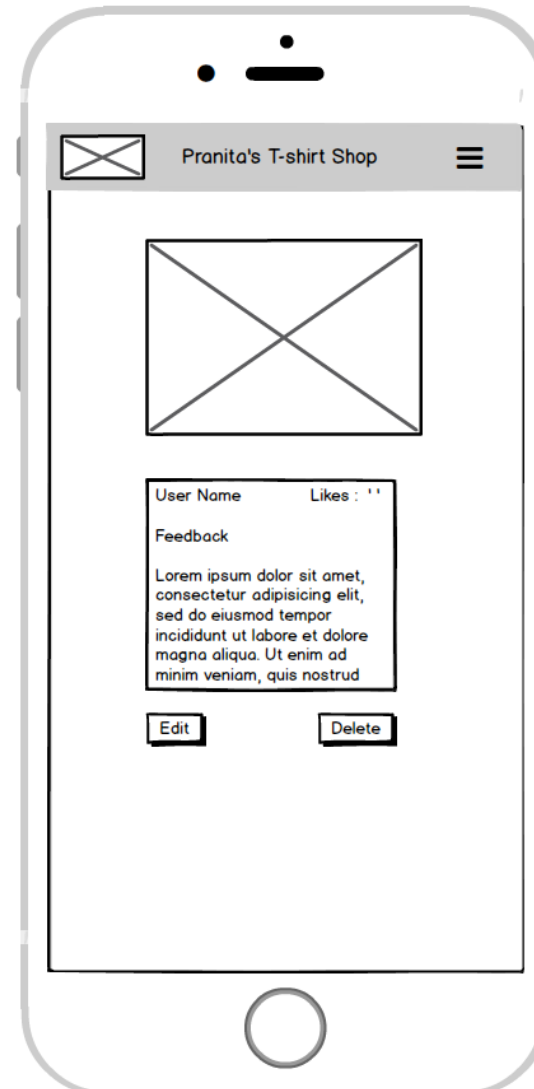 Pranita's T-shirt Shop
User Name Likes : ' '
Feedback
Lorem ipsum dolor sit amet,
consectetur adipisicing elit,
sed do eiusmod tempor
incididunt ut labore et dolore
magna aliqua. Ut enim ad
minim veniam, quis nostrud
Edit Delete